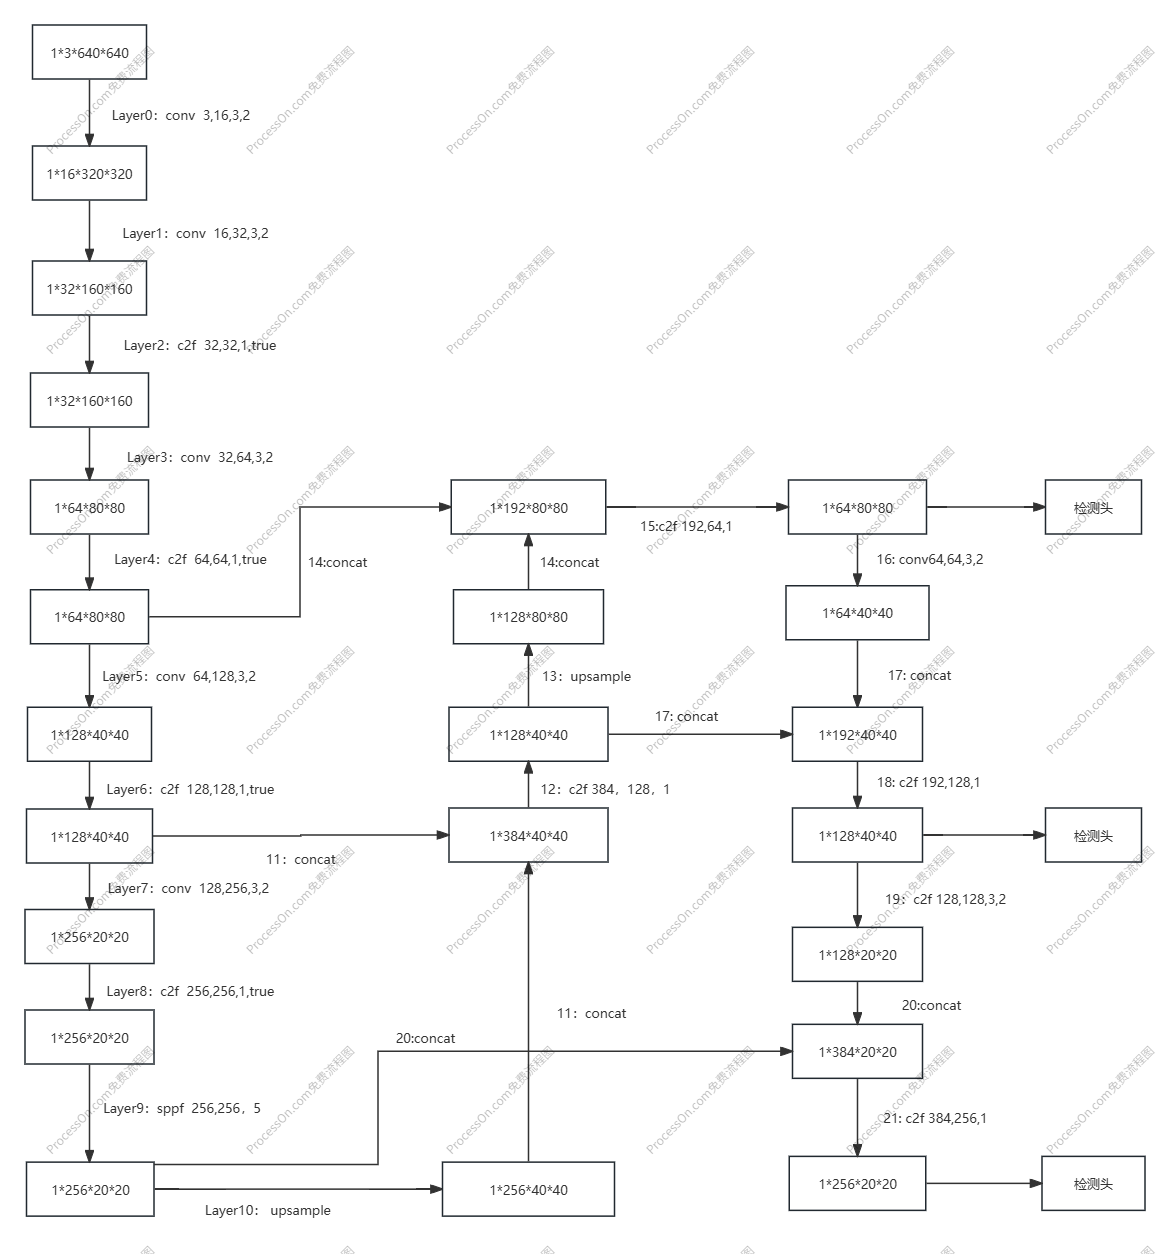 1*3*640*640
Layer0：conv 3,16,3,2
1*16*320*320
Layer1：conv 16,32,3,2
1*32*160*160
Layer2：c2f 32,32,1,true
1*32*160*160
Layer3：conv 32,64,3,2
1*64*80*80
Layer4：c2f 64,64,1,true
1*64*80*80
Layer5：conv 64,128,3,2
1*128*40*40
Layer6：c2f 128,128,1,true
1*128*40*40
Layer7：conv 128,256,3,2
1*256*20*20
Layer8：c2f 256,256,1,true
1*256*20*20
Layer9：sppf 256,256，5
1*256*20*20
Layer10： upsample
1*256*40*40
11：concat
11：concat
1*384*40*40
12：c2f 384，128，1
1*128*40*40
13：upsample
1*128*80*80
14:concat
14:concat
1*192*80*80
15:c2f 192,64,1
1*64*80*80
检测头
16: conv64,64,3,2
1*64*40*40
17: concat
17: concat
1*192*40*40
18: c2f 192,128,1
1*128*40*40
检测头
19：c2f 128,128,3,2
1*128*20*20
20:concat
20:concat
1*384*20*20
21: c2f 384,256,1
1*256*20*20
检测头
ProcessOn.com免费流程图